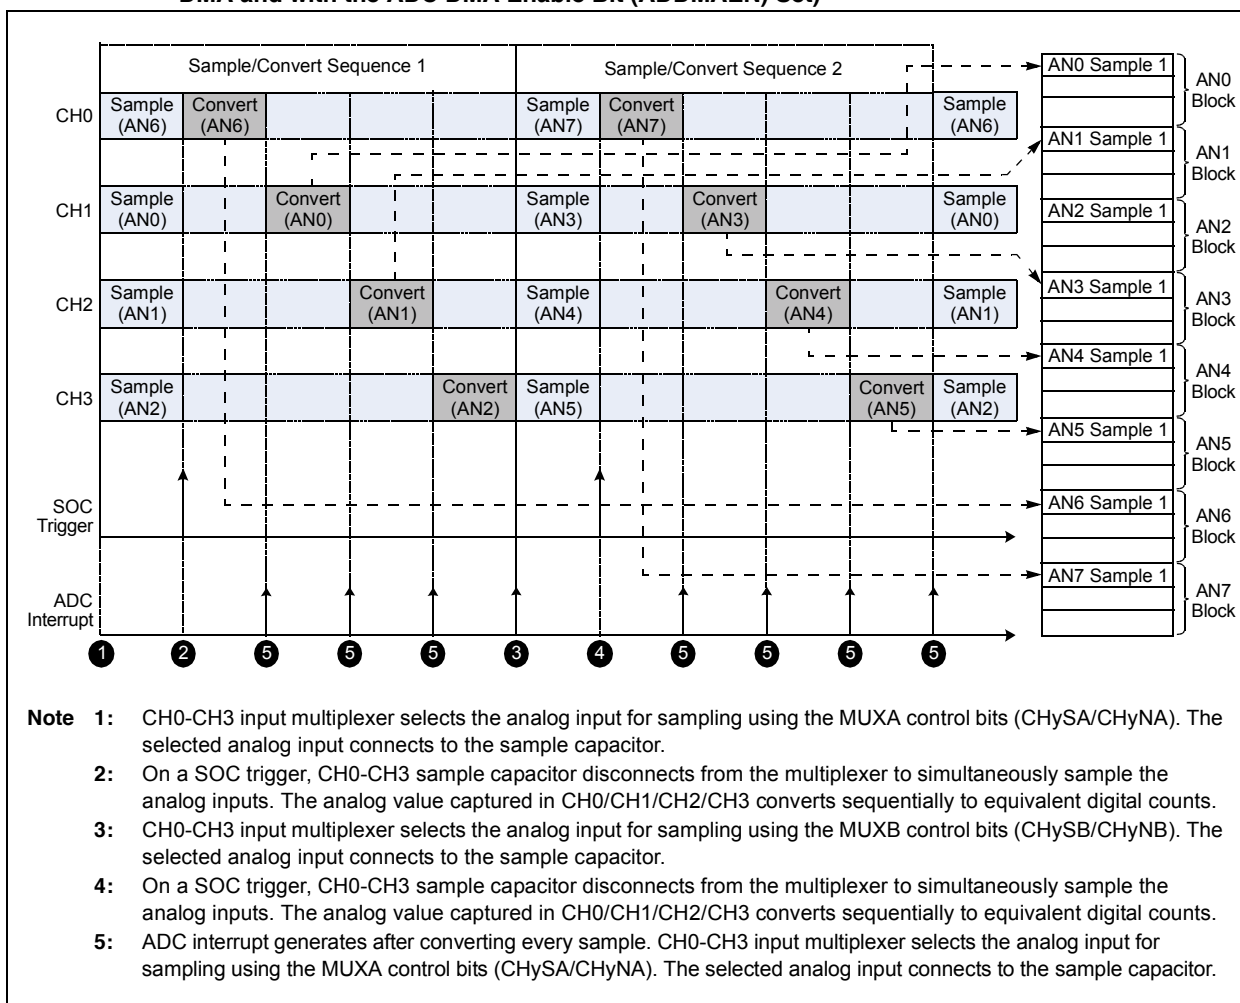 Sample/Convert Sequence 1
Sample/Convert Sequence 2
CH0
Sample
(AN6)
Convert
(AN6)
Sample
(AN7)
Convert
(AN7)
Sample
(AN6)
CH1
Sample
(AN0)
Convert
(AN0)
Sample
(AN3)
Convert
(AN3)
Sample
(AN0)
CH2
Sample
(AN1)
Convert
(AN1)
Sample
(AN4)
Convert
(AN4)
Sample
(AN1)
CH3
Sample
(AN2)
Convert
(AN2)
Sample
(AN5)
Convert
(AN5)
Sample
(AN2)
SOC
Trigger
ADC
Interrupt
1 2 5 5 5 3 4 5 5 5 5
AN0 Sample 1
AN0
Block
AN1 Sample 1
AN1
Block
AN2 Sample 1
AN2
Block
AN3 Sample 1
AN3
Block
AN4 Sample 1
AN4
Block
AN5 Sample 1
AN5
Block
AN6 Sample 1
AN6
Block
AN7 Sample 1
AN7
Block
Note 1: CH0-CH3 input multiplexer selects the analog input for sampling using the MUXA control bits (CHySA/CHyNA). The
selected analog input connects to the sample capacitor.
2: On a SOC trigger, CH0-CH3 sample capacitor disconnects from the multiplexer to simultaneously sample the
analog inputs. The analog value captured in CH0/CH1/CH2/CH3 converts sequentially to equivalent digital counts.
3: CH0-CH3 input multiplexer selects the analog input for sampling using the MUXB control bits (CHySB/CHyNB). The
selected analog input connects to the sample capacitor.
4: On a SOC trigger, CH0-CH3 sample capacitor disconnects from the multiplexer to simultaneously sample the
analog inputs. The analog value captured in CH0/CH1/CH2/CH3 converts sequentially to equivalent digital counts.
5: ADC interrupt generates after converting every sample. CH0-CH3 input multiplexer selects the analog input for
sampling using the MUXA control bits (CHySA/CHyNA). The selected analog input connects to the sample capacitor.